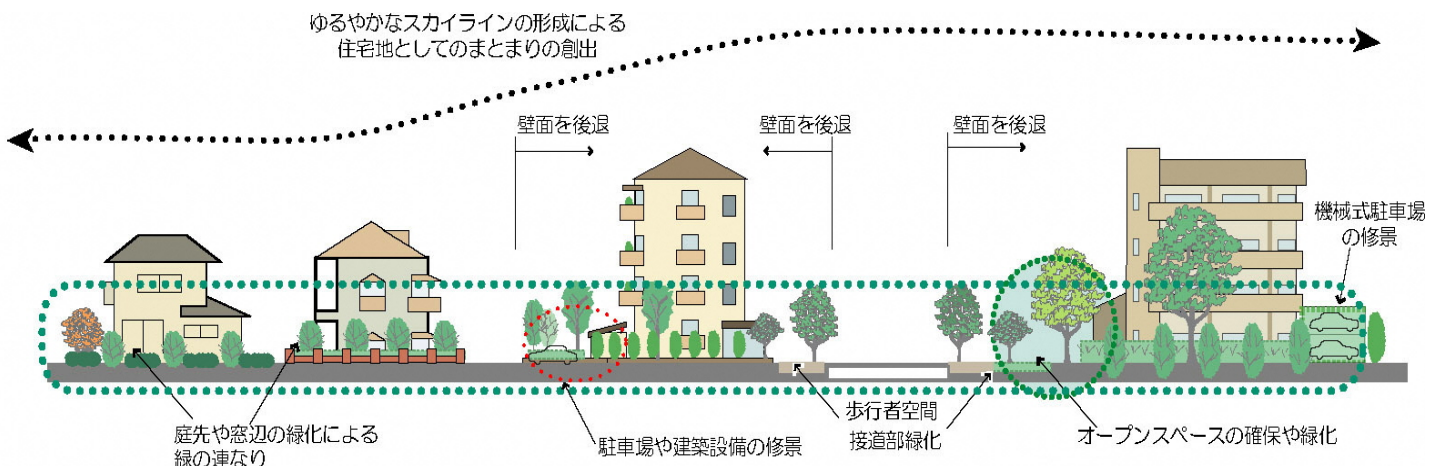 ゆるやかなスカイラインの形成による
住宅地としてのまとまりの創出
壁面を後退
壁面を後退
壁面を後退
機械式駐車場
の修景
庭先や窓辺の緑化による
緑の連なり
駐車場や建築設備の修景
歩行者空間
接道部緑化
オープンスペースの確保や緑化